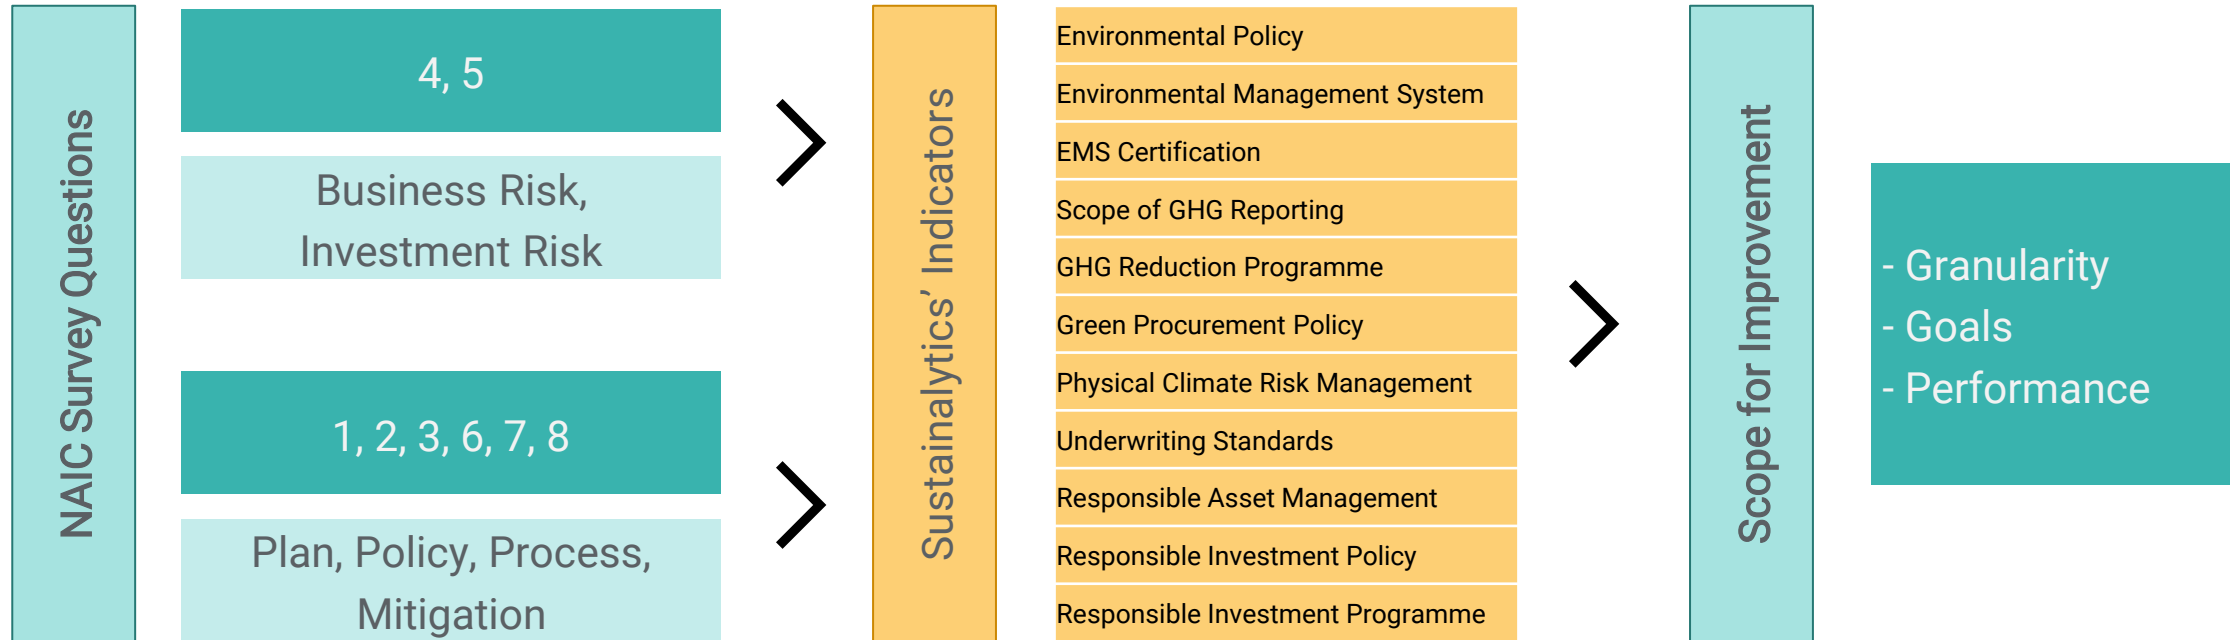 NAIC Survey Questions
4, 5
Business Risk,
Investment Risk
1, 2, 3, 6, 7, 8
Plan, Policy, Process,
Mitigation
Sustainalytics’ Indicators
Environmental Policy
Environmental Management System
EMS Certification
Scope of GHG Reporting
GHG Reduction Programme
Green Procurement Policy
Physical Climate Risk Management
Underwriting Standards
Responsible Asset Management
Responsible Investment Policy
Responsible Investment Programme
Scope for Improvement
- Granularity
- Goals
- Performance